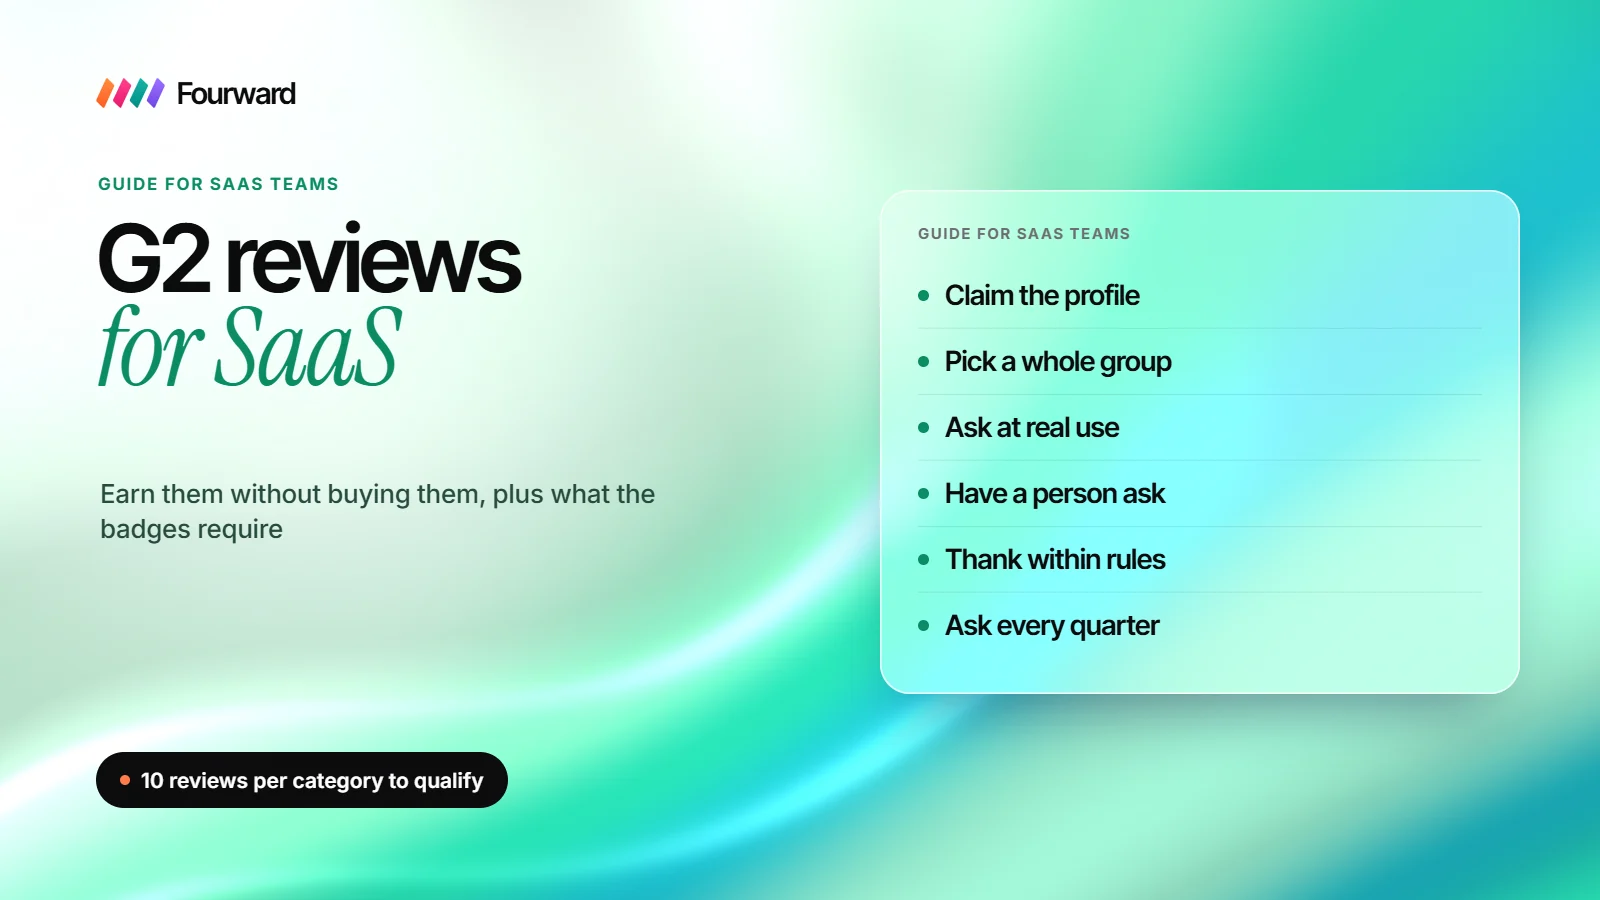 Fourward
GUIDE FOR SAAS TEAMS
G2 reviews
for SaaS
Earn them without buying them, plus what the
badges require
10 reviews per category to qualify
GUIDE FOR SAAS TEAMS
Claim the profile
Pick a whole group
Ask at real use
Have a person ask
Thank within rules
Ask every quarter